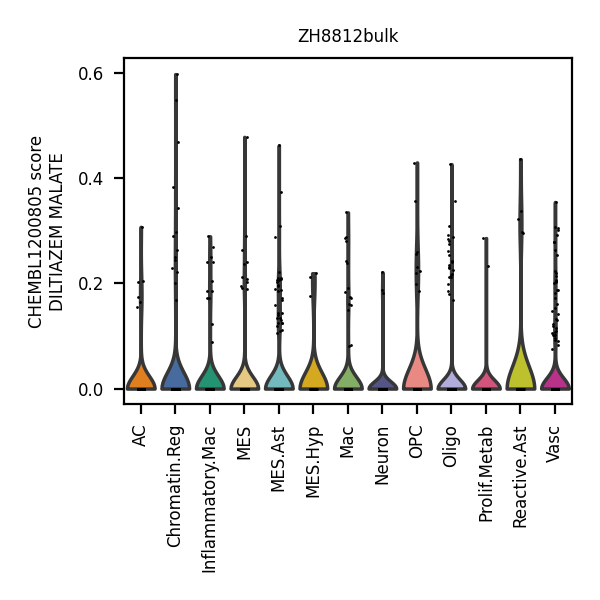 ZH8812bulk
CHEMBL1200805 score
DILTIAZEM MALATE
0.6
0.4
0.2
0.0
AC
Chromatin.Reg
Inflammatory.Mac
MES
MES.Ast
MES.Hyp
Mac
Neuron
OPC
Oligo
Prolif.Metab
Reactive.Ast
Vasc